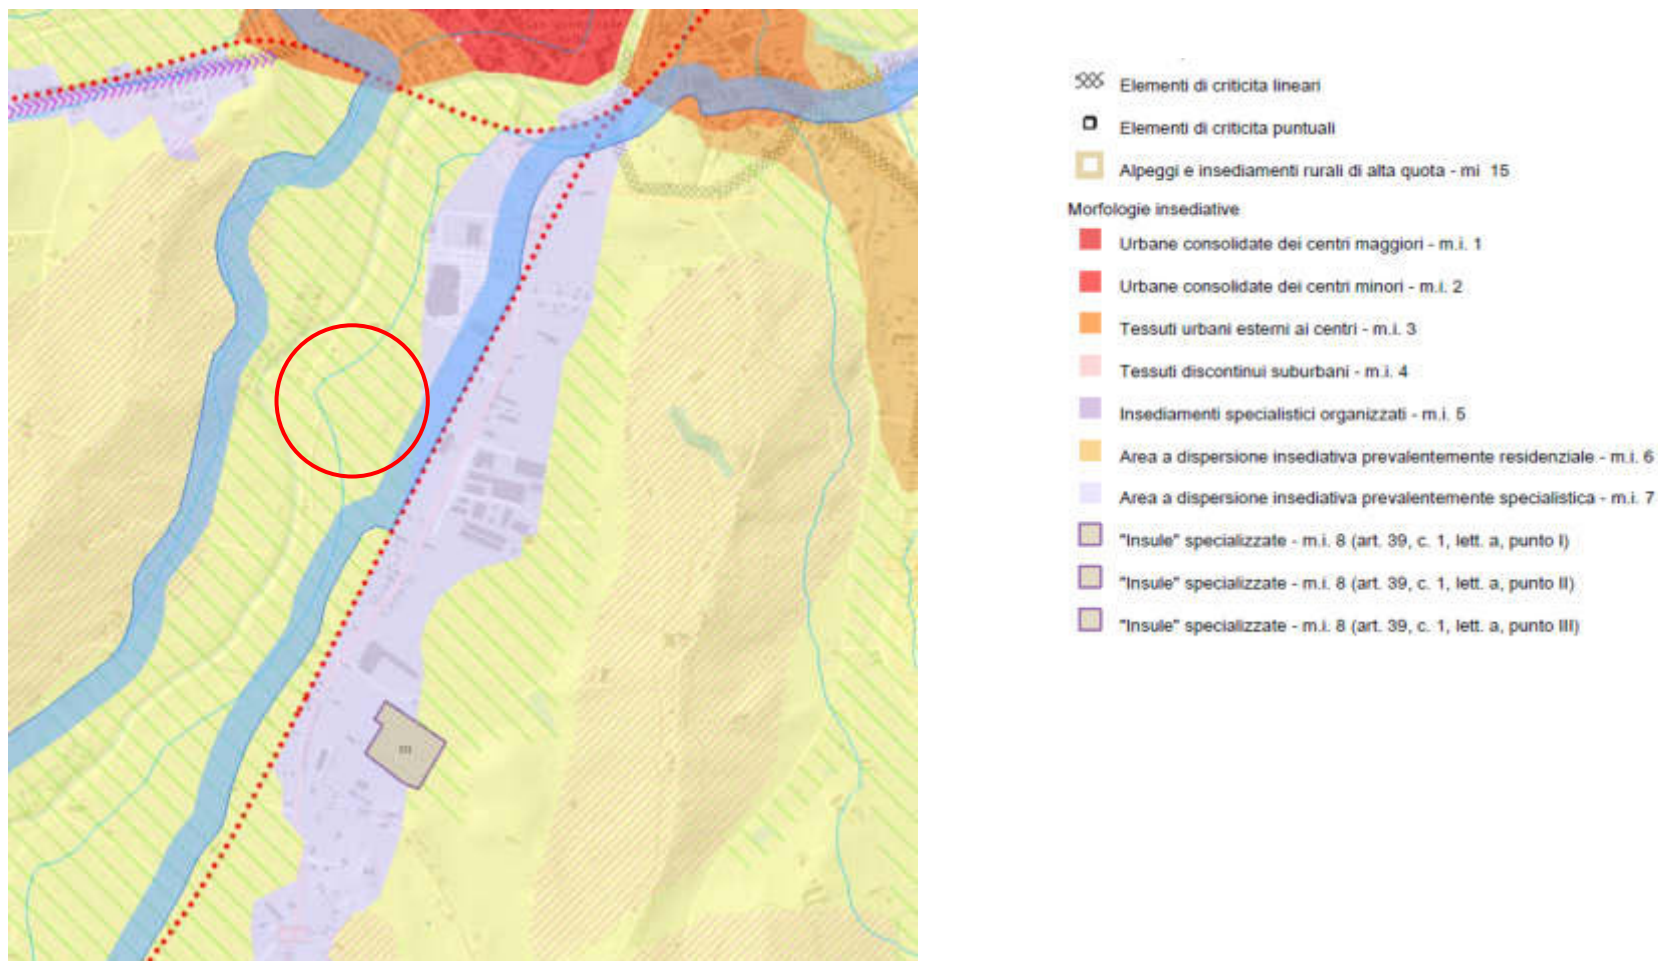 Elementi di criticita lineari
Elementi di criticita puntuali
Alpeggi e insediamenti rurali di alta quota - mi 15
Morfologie insediative
Urbane consolidate dei centri maggiori - m.i. 1
Urbane consolidate dei centri minori - m.i. 2
Tessuti urbani esterni ai centri - m.i. 3
Tessuti discontinui suburbani - m.i. 4
Insediamenti specialistici organizzati - m.i. 5
Area a dispersione insediativa prevalentemente residenziale - m.i. 6
Area a dispersione insediativa prevalentemente specialistica - m.i. 7
"Insule" specializzate - m.i. 8 (art. 39, c. 1, lett. a, punto I)
"Insule" specializzate - m.i. 8 (art. 39, c. 1, lett. a, punto II)
"Insule" specializzate - m.i. 8 (art. 39, c. 1, lett. a, punto III)